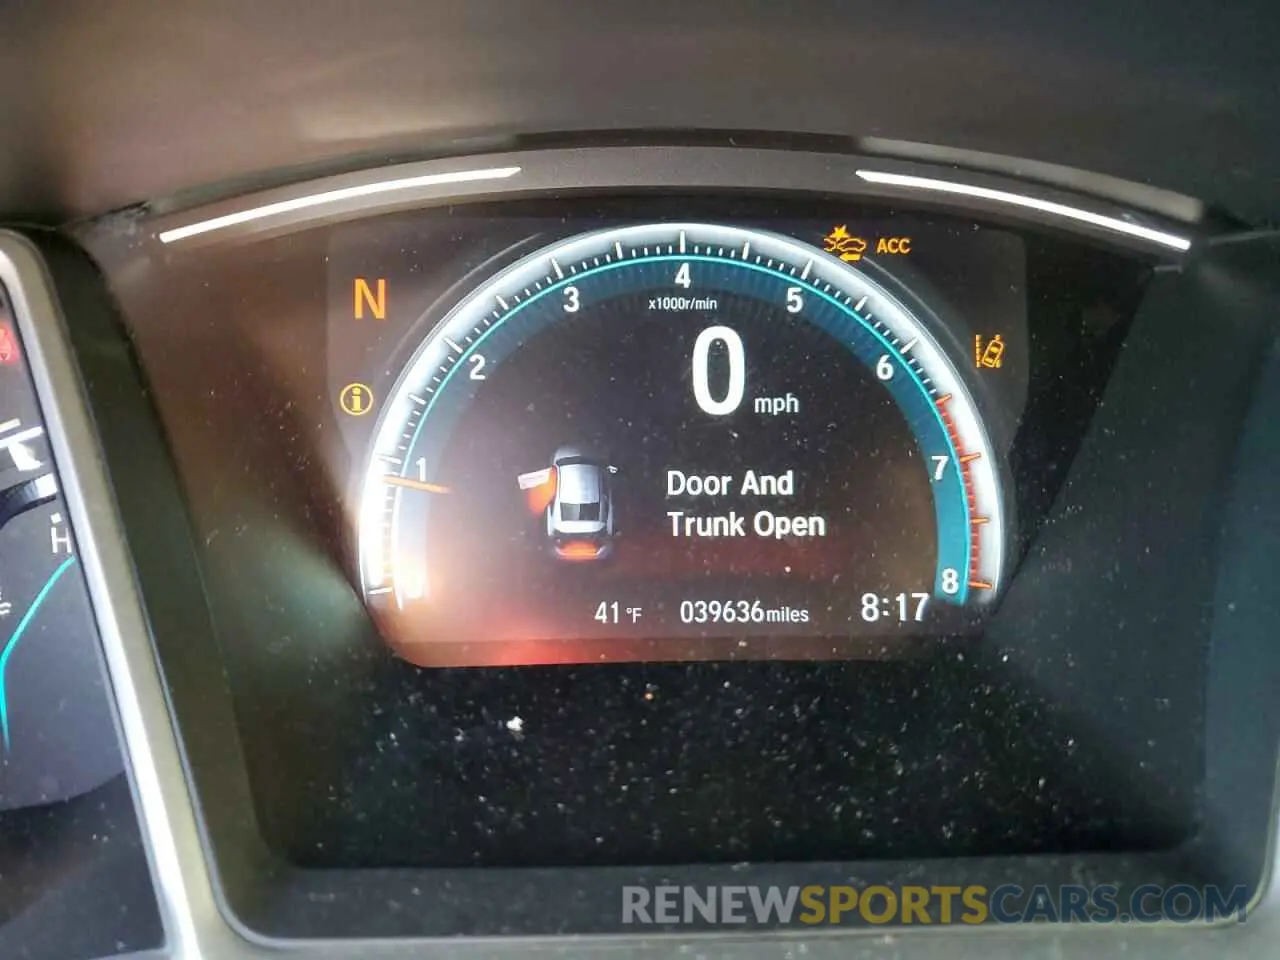 ACC
N
4
3
5
x1000r/min
2
6
0 mph
i
1
7
Door And
Trunk Open
H
8
41 °F
039636 miles
8:17
RENEWSPORTSCARS.COM